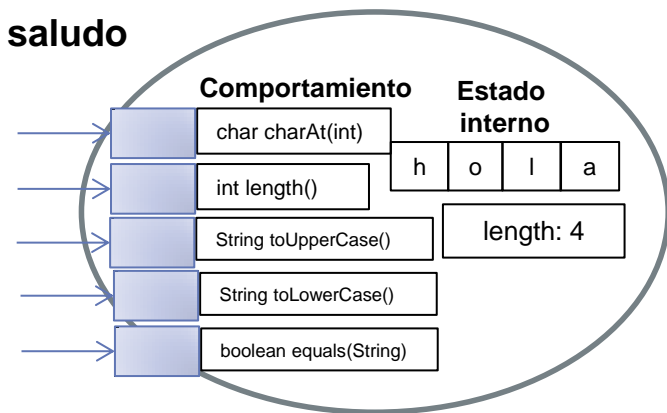 saludo
Comportamiento
Estado
interno
char charAt(int)
h o l a
int length()
length: 4
String toUpperCase()
String toLowerCase()
boolean equals(String)